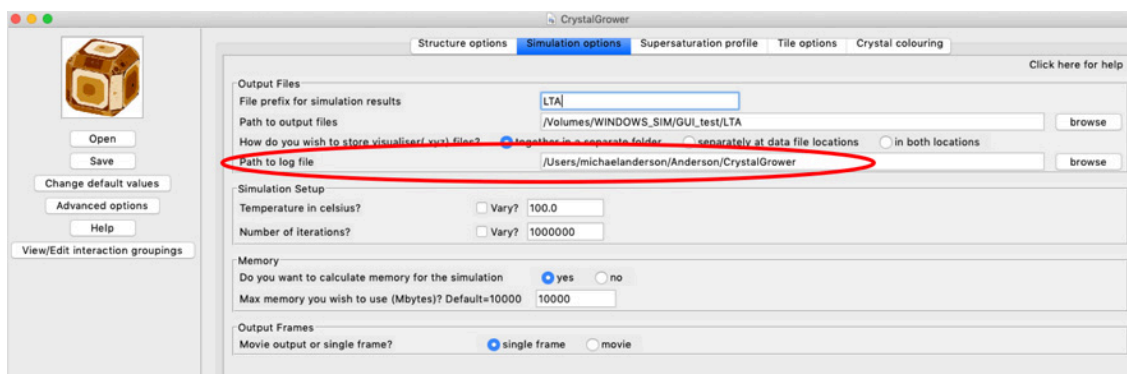 CrystalGrower
Structure options Simulation options Supersaturation profile Tile options Crystal colouring
Click here for help
Output Files
File prefix for simulation results LTA
Path to output files /Volumes/WINDOWS_SIM/GUI_test/LTA browse
How do you wish to store visualiser(.xyz) files? together in a separate folder separately at data file locations in both locations
Path to log file /Users/michaelanderson/Anderson/CrystalGrower browse
Open
Save
Change default values
Advanced options
Help
View/Edit interaction groupings
Simulation Setup
Temperature in celsius? Vary? 100.0
Number of iterations? Vary? 1000000
Memory
Do you want to calculate memory for the simulation yes no
Max memory you wish to use (Mbytes)? Default=10000 10000
Output Frames
Movie output or single frame? single frame movie